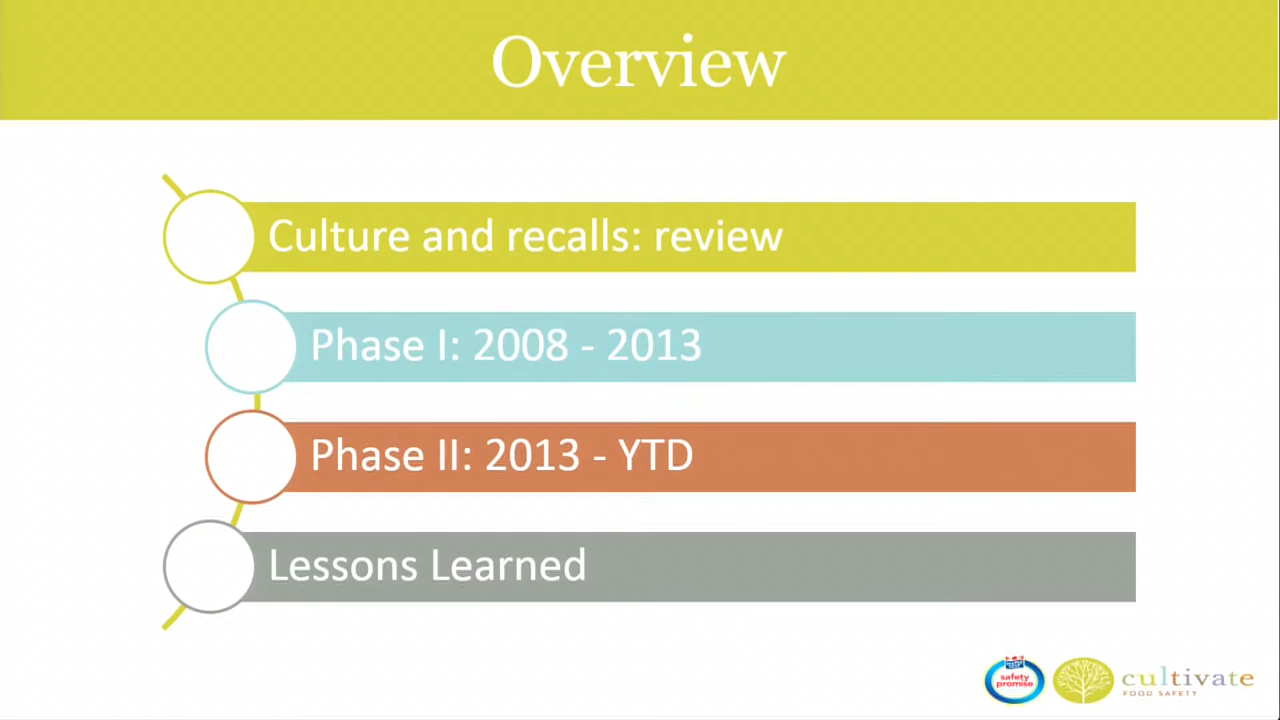 Overview
Culture and recalls: review
Phase I: 2008 - 2013
Phase II: 2013 - YTD
Lessons Learned
safety
promise
cultivate
FOOD SAFETY